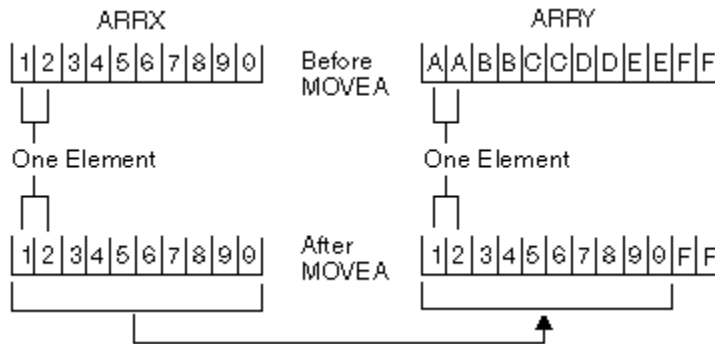 ARRX ARRY
1 2 3 4 5 6 7 8 9 0 Before A A B B C C D D E E F F
MOVEA
One Element One Element
1 2 3 4 5 6 7 8 9 0 After 1 2 3 4 5 6 7 8 9 0 F F
MOVEA